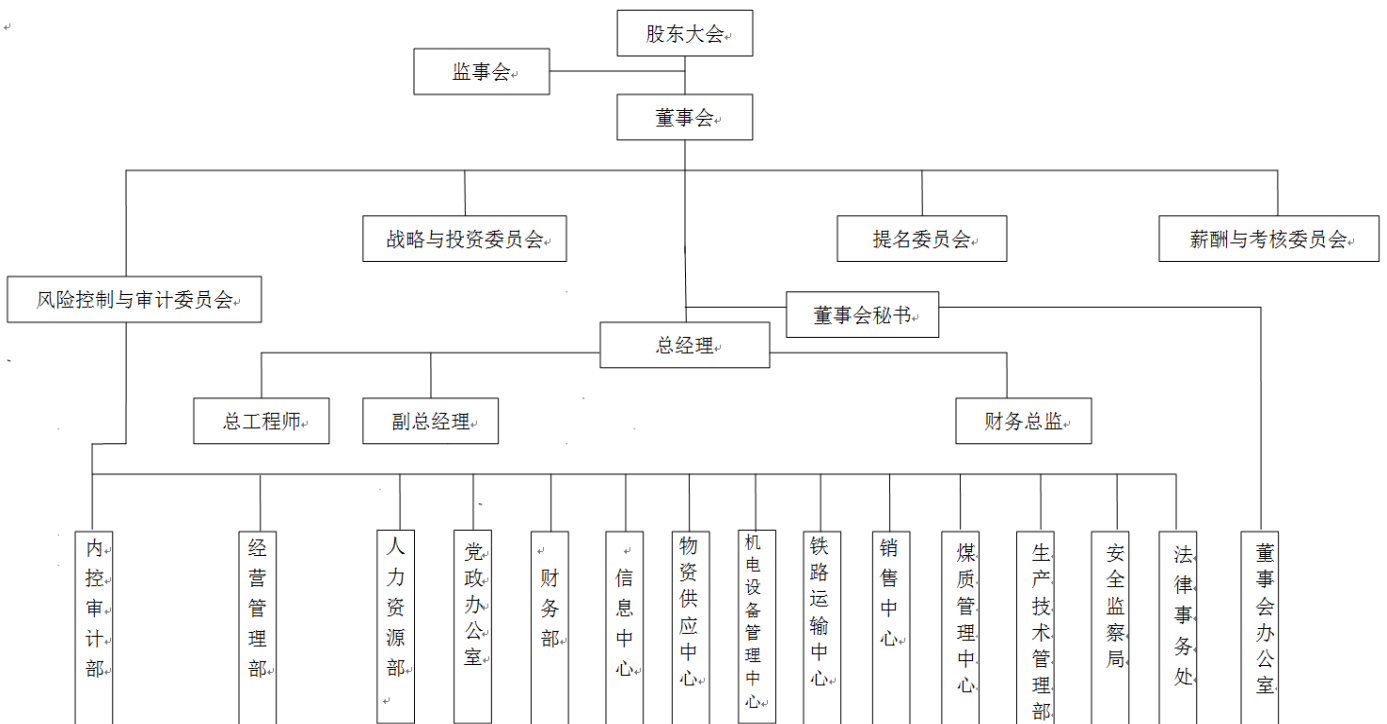 股东大会
监事会
董事会
战略与投资委员会
提名委员会
薪酬与考核委员会
风险控制与审计委员会
董事会秘书
总经理
总工程师
副总经理
财务总监
内控审计部
经营管理部
人力资源部
党政办公室
财务部
信息中心
物资供应中心
机电设备管理中心
铁路运输中心
销售中心
煤质管理中心
生产技术管理部
安全监察局
法律事务处
董事会办公室